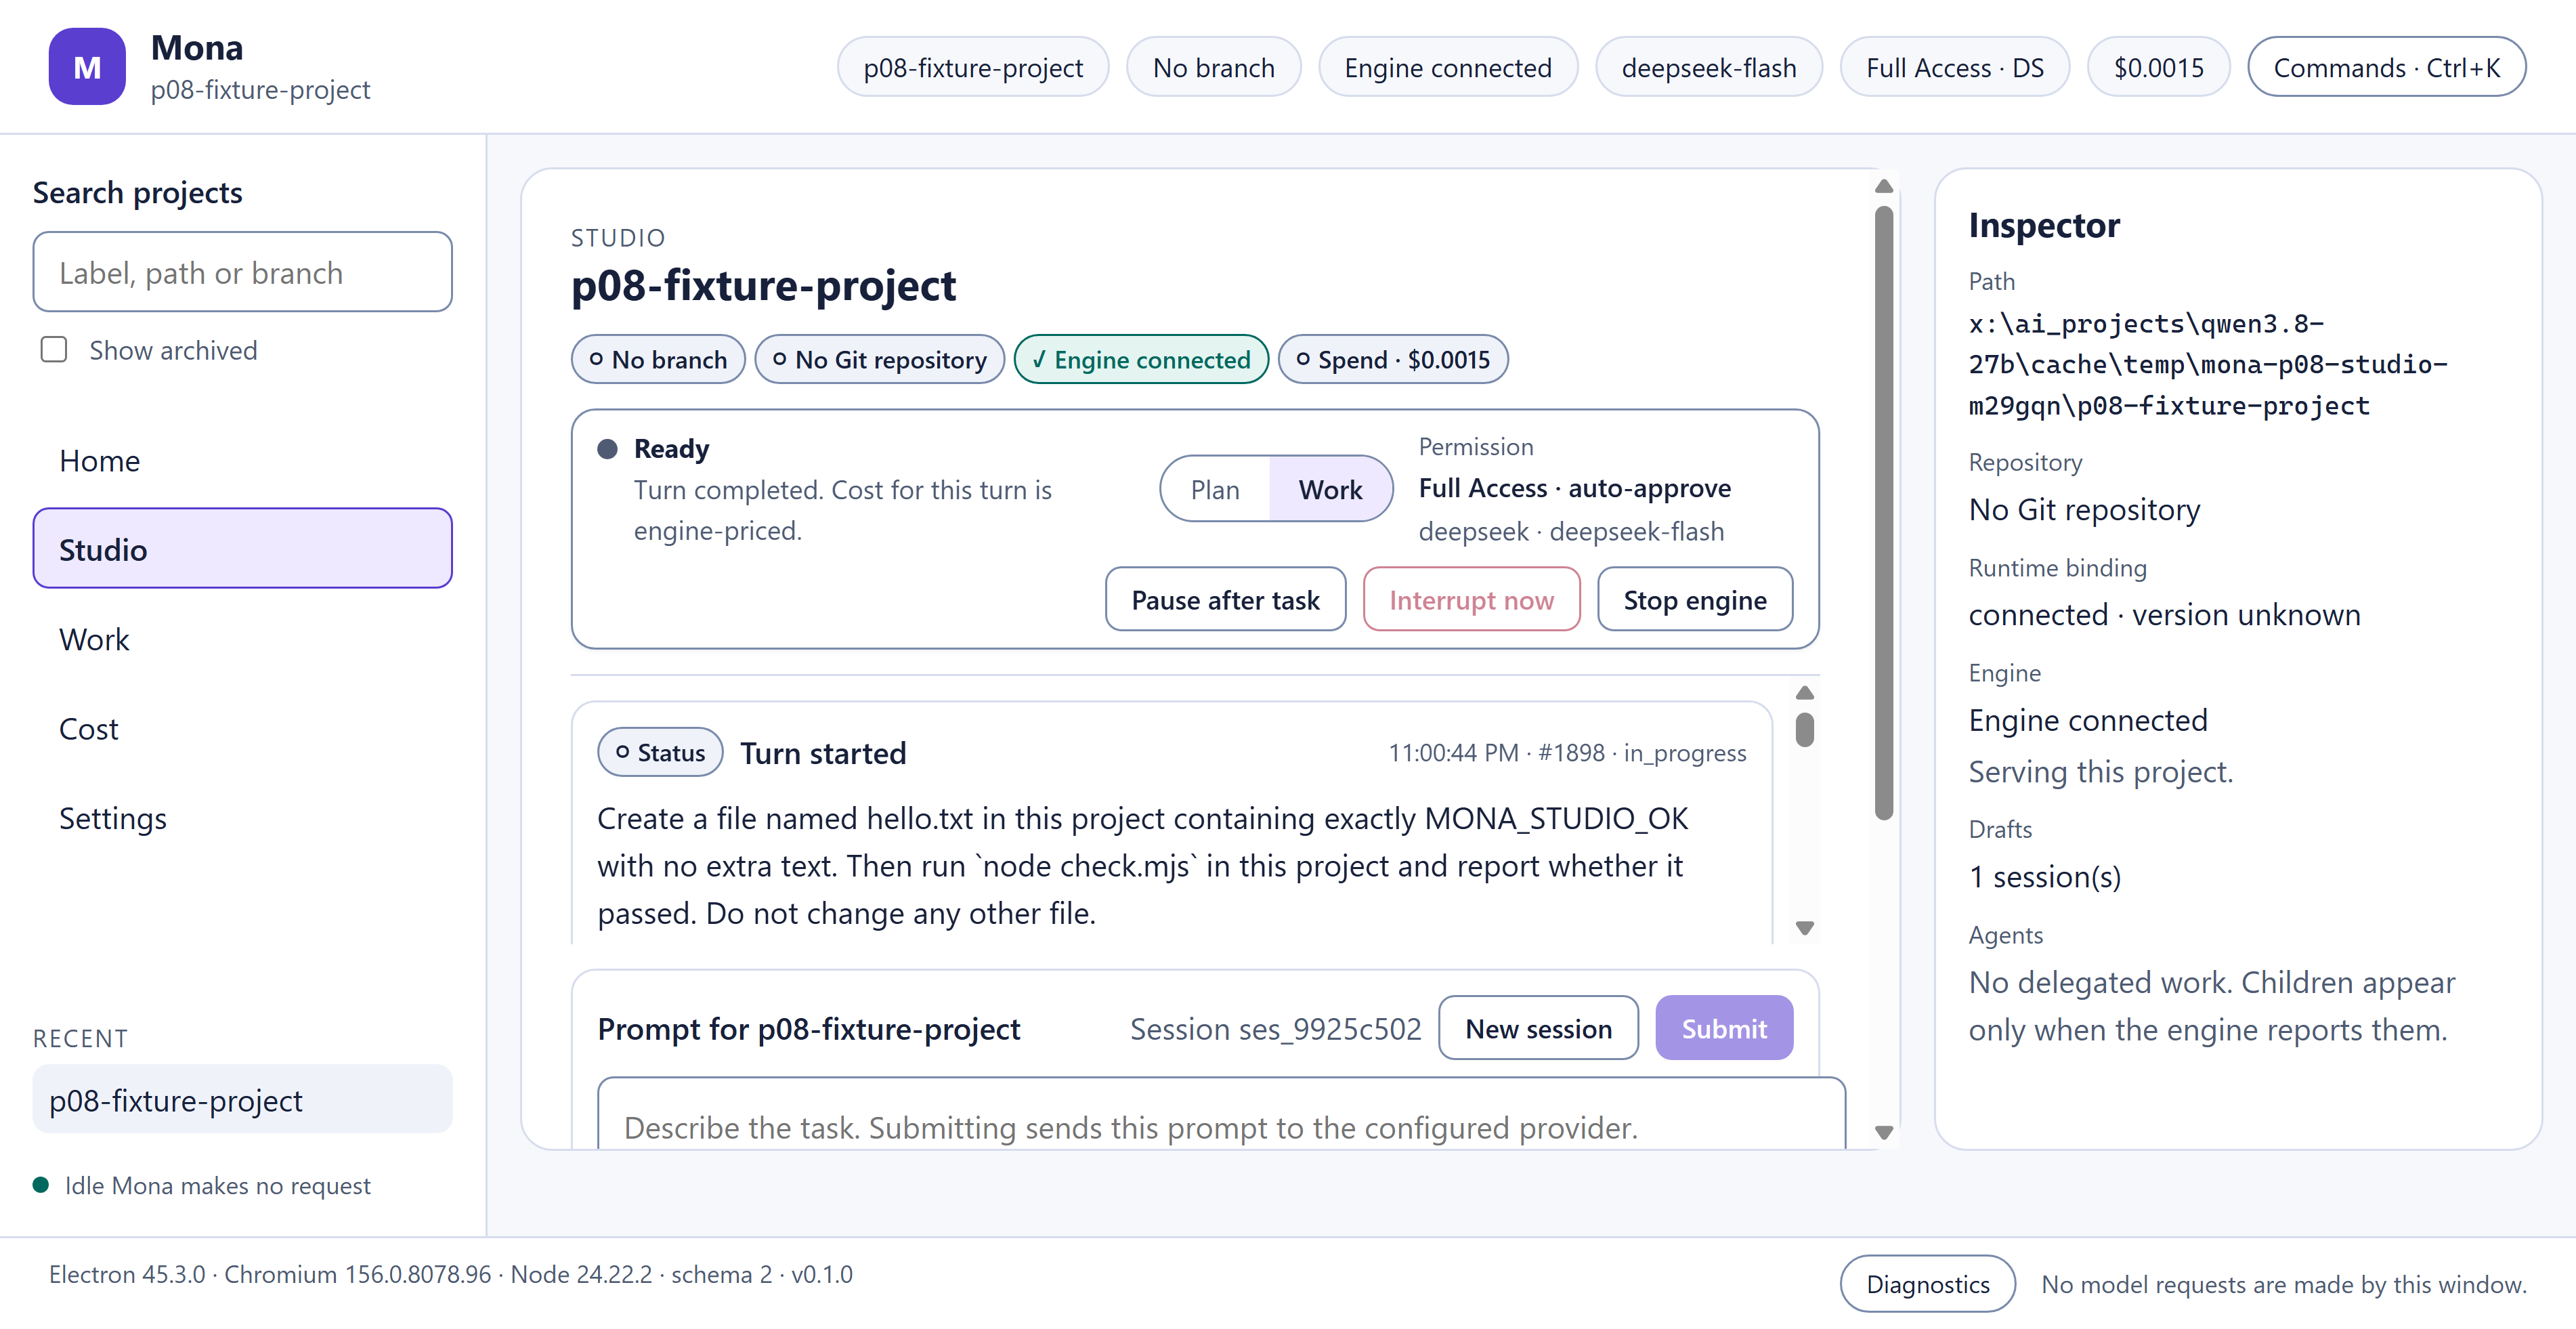 M
Mona
p08-fixture-project
p08-fixture-project
No branch
Engine connected
deepseek-flash
Full Access · DS
$0.0015
Commands · Ctrl+K
Search projects
Label, path or branch
Show archived
Home
Studio
Work
Cost
Settings
RECENT
p08-fixture-project
Idle Mona makes no request
STUDIO
p08-fixture-project
No branch
No Git repository
✓ Engine connected
Spend · $0.0015
Ready
Turn completed. Cost for this turn is
engine-priced.
Plan
Work
Permission
Full Access · auto-approve
deepseek · deepseek-flash
Pause after task
Interrupt now
Stop engine
Status
Turn started
11:00:44 PM · #1898 · in_progress
Create a file named hello.txt in this project containing exactly MONA_STUDIO_OK
with no extra text. Then run `node check.mjs` in this project and report whether it
passed. Do not change any other file.
Prompt for p08-fixture-project
Session ses_9925c502
New session
Submit
Describe the task. Submitting sends this prompt to the configured provider.
Inspector
Path
x:\ai_projects\qwen3.8-
27b\cache\temp\mona-p08-studio-
m29gqn\p08-fixture-project
Repository
No Git repository
Runtime binding
connected · version unknown
Engine
Engine connected
Serving this project.
Drafts
1 session(s)
Agents
No delegated work. Children appear
only when the engine reports them.
Electron 45.3.0 · Chromium 156.0.8078.96 · Node 24.22.2 · schema 2 · v0.1.0
Diagnostics
No model requests are made by this window.